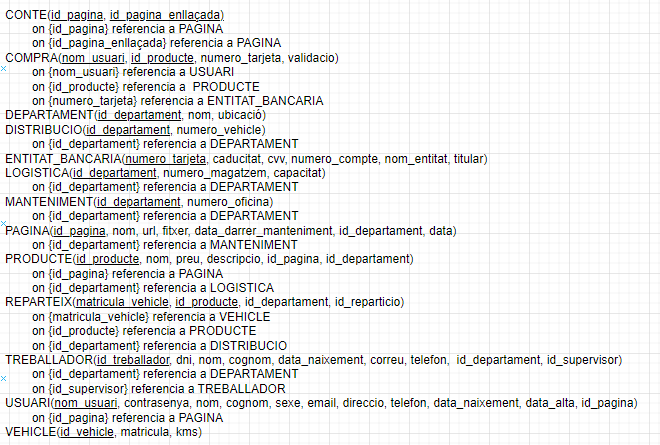 CONTE(id_pagina, id_pagina_enllaçada)
on {id_pagina} referencia a PAGINA
on {id_pagina_enllaçada} referencia a PAGINA
COMPRA(nom_usuari, id_producte, numero_tarjeta, validacio)
on {nom_usuari} referencia a USUARI
on {id_producte} referencia a PRODUCTE
on {numero_tarjeta} referencia a ENTITAT_BANCARIA
DEPARTAMENT(id_departament, nom, ubicació)
DISTRIBUCIO(id_departament, numero_vehicle)
on {id_departament} referencia a DEPARTAMENT
ENTITAT_BANCARIA(numero_tarjeta, caducitat, cvv, numero_compte, nom_entitat, titular)
LOGISTICA(id_departament, numero_magatzem, capacitat)
on {id_departament} referencia a DEPARTAMENT
MANTENIMENT(id_departament, numero_oficina)
on {id_departament} referencia a DEPARTAMENT
PAGINA(id_pagina, nom, url, fitxer, data_darrer_manteniment, id_departament, data)
on {id_departament} referencia a MANTENIMENT
PRODUCTE(id_producte, nom, preu, descripcio, id_pagina, id_departament)
on {id_pagina} referencia a PAGINA
on {id_departament} referencia a LOGISTICA
REPARTEIX(matricula_vehicle, id_producte, id_departament, id_reparticio)
on {matricula_vehicle} referencia a VEHICLE
on {id_producte} referencia a PRODUCTE
on {id_departament} referencia a DISTRIBUCIO
TREBALLADOR(id_treballador, dni, nom, cognom, data_naixement, correu, telefon, id_departament, id_supervisor)
on {id_departament} referencia a DEPARTAMENT
on {id_supervisor} referencia a TREBALLADOR
USUARI(nom_usuari, contrasenya, nom, cognom, sexe, email, direccio, telefon, data_naixement, data_alta, id_pagina)
on {id_pagina} referencia a PAGINA
VEHICLE(id_vehicle, matricula, kms)